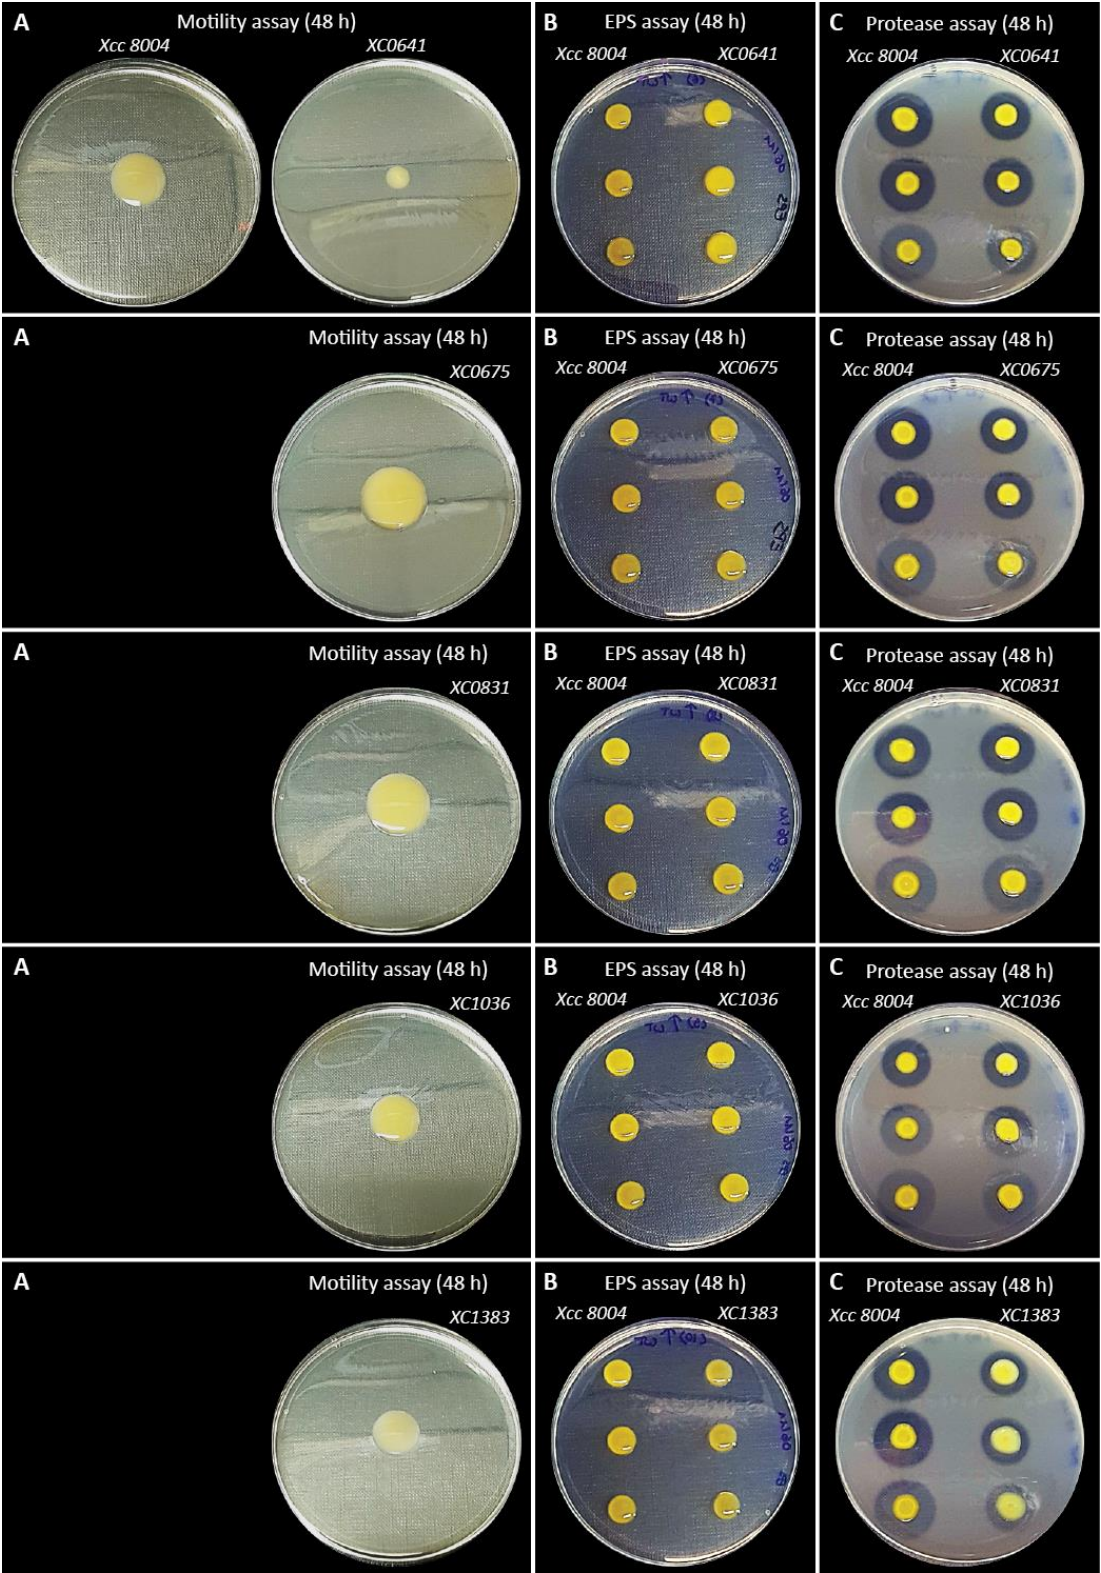 A Motility assay (48 h)
Xcc 8004 XC0641
B EPS assay (48 h)
Xcc 8004 XC0641
C Protease assay (48 h)
Xcc 8004 XC0641
A Motility assay (48 h)
XC0675
B EPS assay (48 h)
Xcc 8004 XC0675
C Protease assay (48 h)
Xcc 8004 XC0675
A Motility assay (48 h)
XC0831
B EPS assay (48 h)
Xcc 8004 XC0831
C Protease assay (48 h)
Xcc 8004 XC0831
A Motility assay (48 h)
XC1036
B EPS assay (48 h)
Xcc 8004 XC1036
C Protease assay (48 h)
Xcc 8004 XC1036
A Motility assay (48 h)
XC1383
B EPS assay (48 h)
Xcc 8004 XC1383
C Protease assay (48 h)
Xcc 8004 XC1383